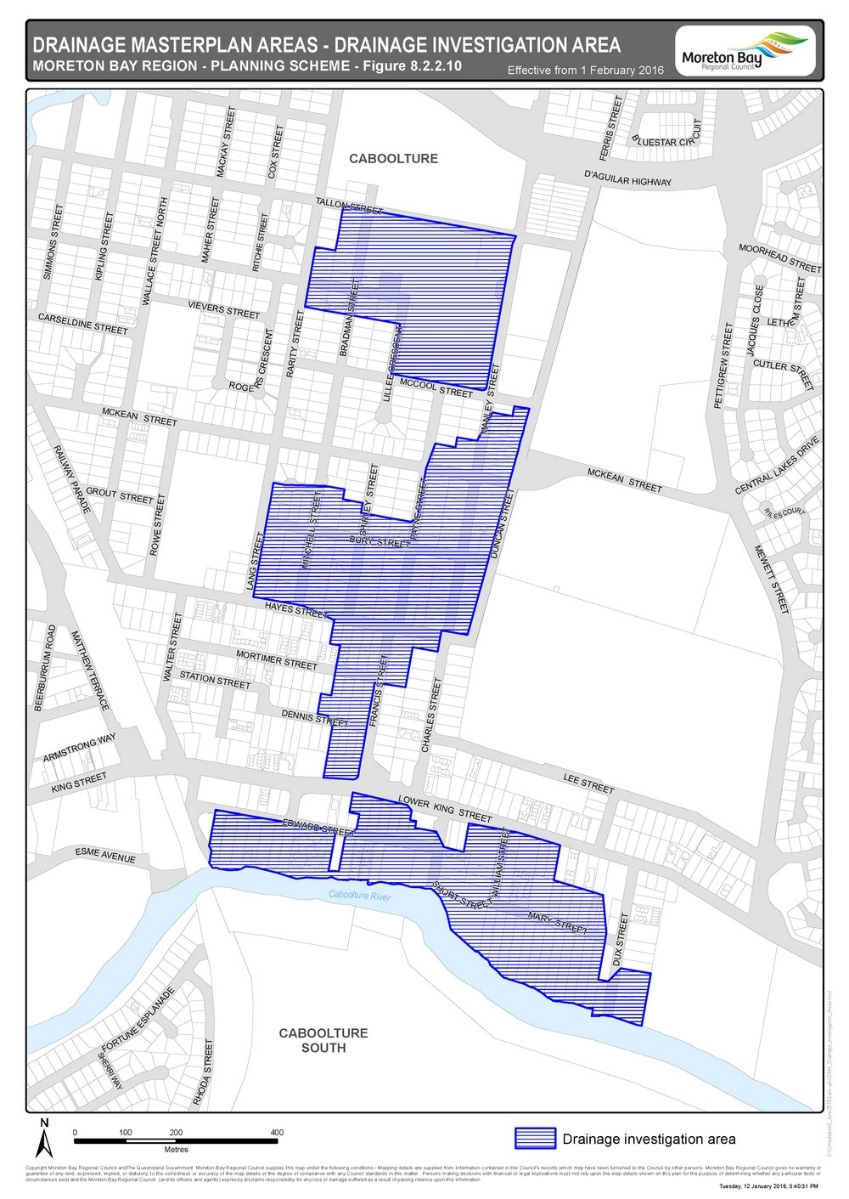 DRAINAGE MASTERPLAN AREAS - DRAINAGE INVESTIGATION AREA
MORETON BAY REGION - PLANNING SCHEME - Figure 8.2.2.10
Effective from 1 February 2016
Moreton Bay
Regional Council
FERRIS STREET
BLUESTAR CIRCUIT
MACKAY STREET
COX STREET
CABOOLTURE
D'AGUILAR HIGHWAY
TALLON STREET
SIMMONS STREET
KIPLING STREET
WALLACE STREET NORTH
MAHER STREET
RITCHIE STREET
MOORHEAD STREET
JACQUES CLOSE
VIEVERS STREET
CARSELDINE STREET
RARITY STREET
BRADMAN STREET
LILLEE CRESCENT
ROGERS CRESCENT
MCCOOL STREET
MANLEY STREET
PETTIGREW STREET
CUTLER STREET
MCKEAN STREET
RAILWAY PARADE
GROUT STREET
ROWE STREET
MCKEAN STREET
CENTRAL LAKES DRIVE
LANG STREET
MITCHELL STREET
BURY STREET
PAYNE STREET
DUNCAN STREET
MEWETT STREET
HAYES STREET
BEERBURRUM ROAD
MATTHEW TERRACE
WALTER STREET
MORTIMER STREET
STATION STREET
DENNIS STREET
FRANCIS STREET
CHARLES STREET
ARMSTRONG WAY
KING STREET
LEE STREET
LOWER KING STREET
EDWARD STREET
ESME AVENUE
Caboolture River
SHORT STREET
WILLIAM STREET
MARY STREET
DUX STREET
FORTUNE ESPLANADE
SHERRI WAY
RHODA STREET
CABOOLTURE
SOUTH
N
0 100 200 400
Metres
Drainage investigation area
Tuesday, 12 January 2016, 3:40:31 PM